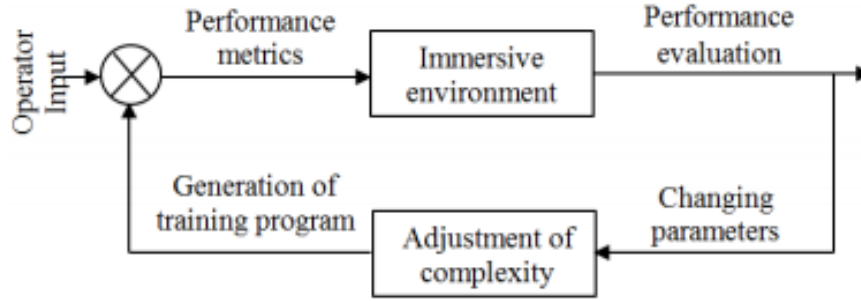 Operator
Input
Performance
metrics
Immersive
environment
Performance
evaluation
Generation of
training program
Adjustment of
complexity
Changing
parameters